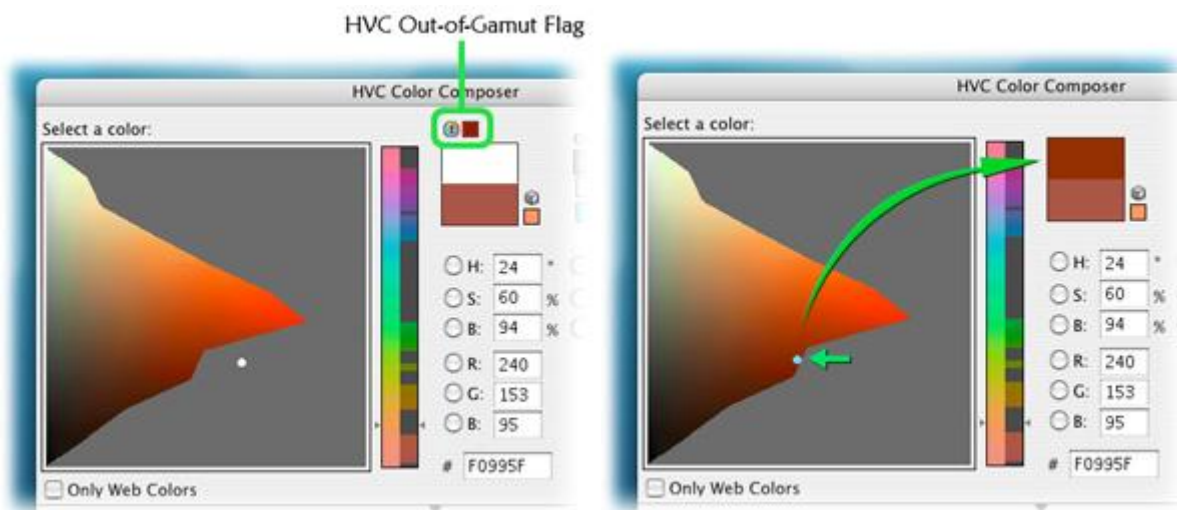 HVC Out-of-Gamut Flag
HVC Color Composer
Select a color:
H: 24 °
S: 60 %
B: 94 %
R: 240
G: 153
B: 95
# F0995F
Only Web Colors
HVC Color Composer
Select a color:
H: 24 °
S: 60 %
B: 94 %
R: 240
G: 153
B: 95
# F0995F
Only Web Colors